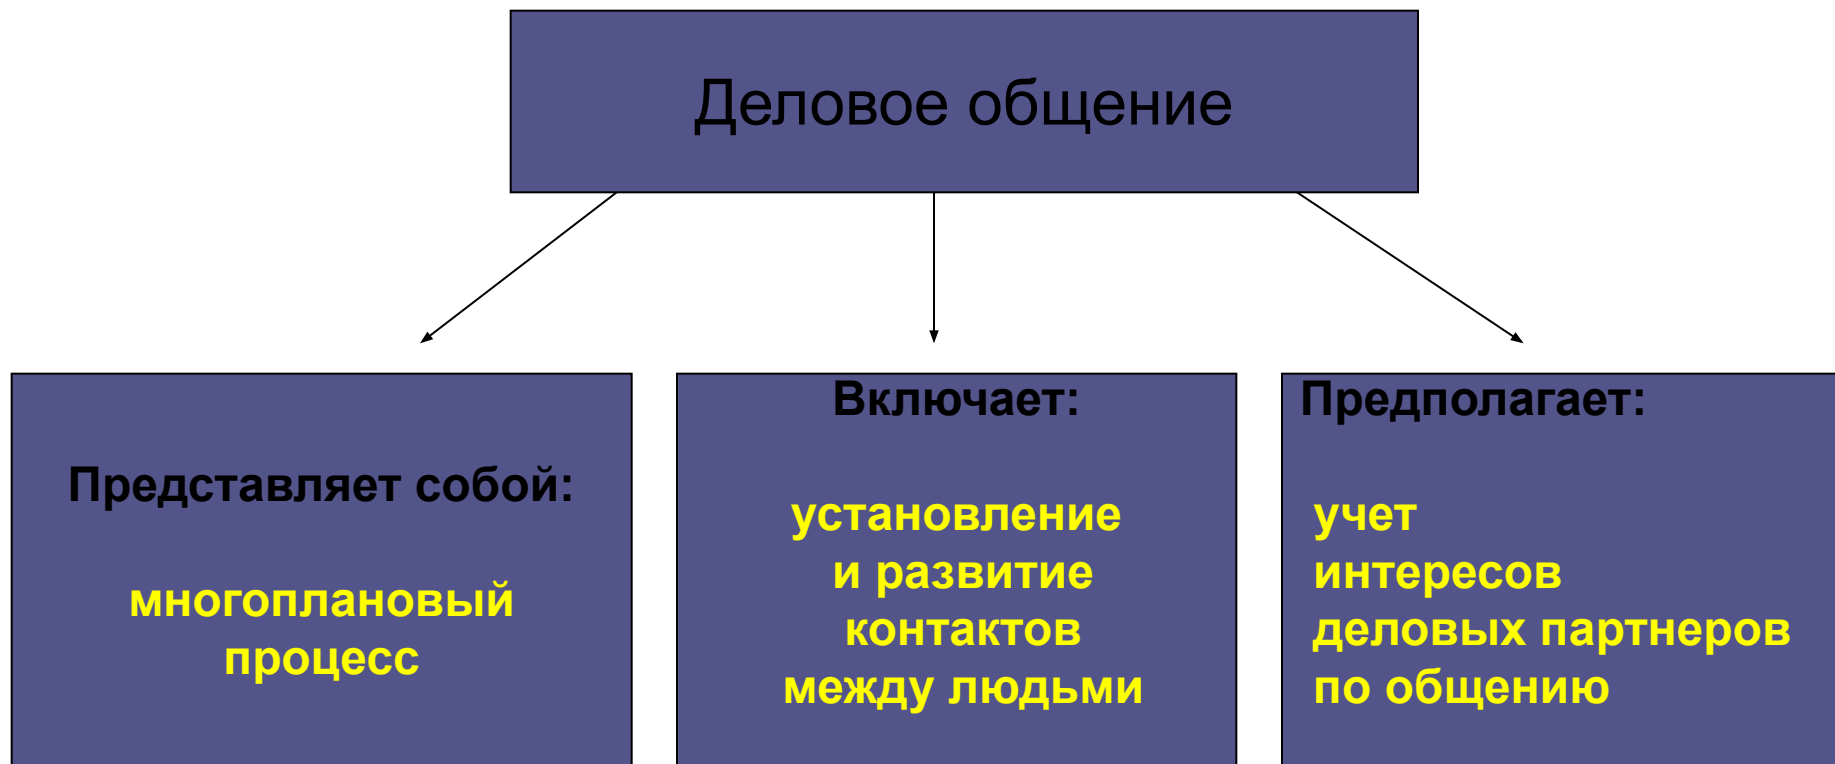 Деловое общение
Представляет собой:
многоплановый
процесс
Включает:
установление
и развитие
контактов
между людьми
Предполагает:
учет
интересов
деловых партнеров
по общению